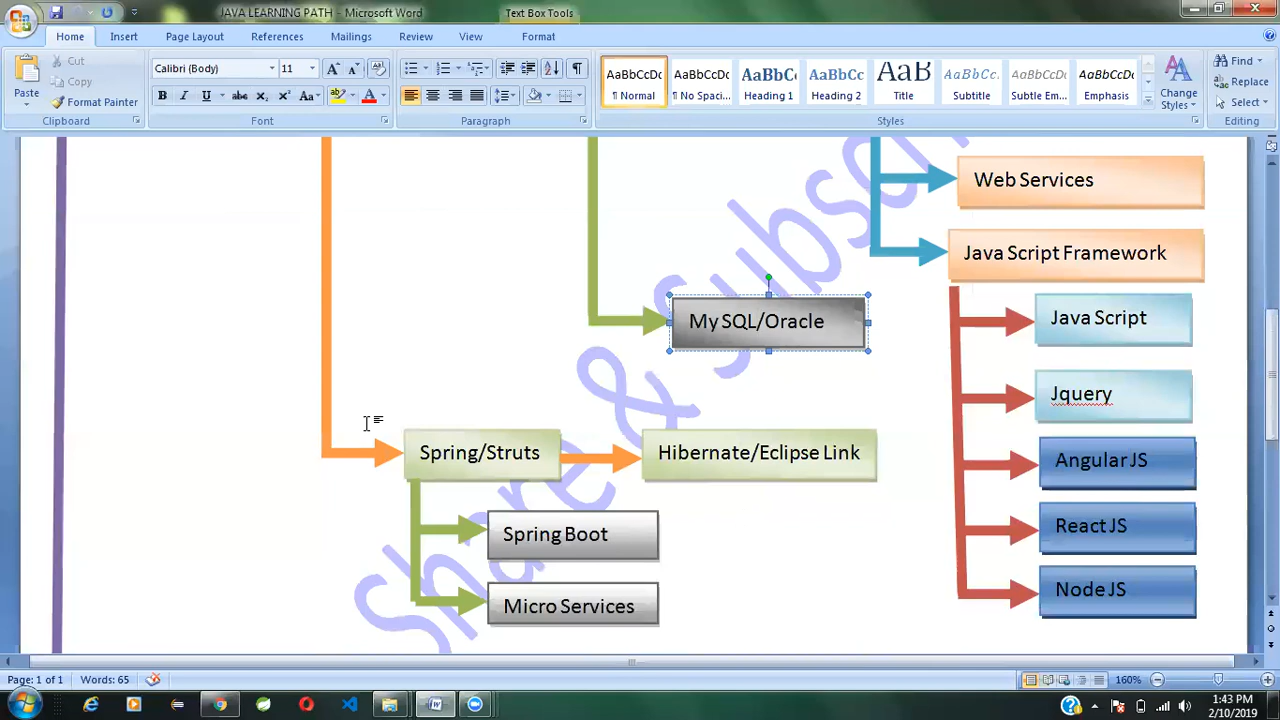 JAVA LEARNING PATH - Microsoft Word
Text Box Tools
Home
Insert
Page Layout
References
Mailings
Review
View
Format
Paste
Cut
Copy
Format Painter
Clipboard
Calibri (Body)
11
Font
Paragraph
AaBbCcDc
¶ Normal
AaBbCcDc
¶ No Spaci...
AaBbCc
Heading 1
AaBbCc
Heading 2
AaB
Title
AaBbCc
Subtitle
AaBbCcDc
Subtle Em...
AaBbCcDc
Emphasis
Change
Styles
Styles
Find
Replace
Select
Editing
Share & Subscri
Web Services
Java Script Framework
My SQL/Oracle
Java Script
Jquery
Spring/Struts
Hibernate/Eclipse Link
Angular JS
Spring Boot
React JS
Micro Services
Node JS
Page: 1 of 1
Words: 65
160%
1:43 PM
2/10/2019